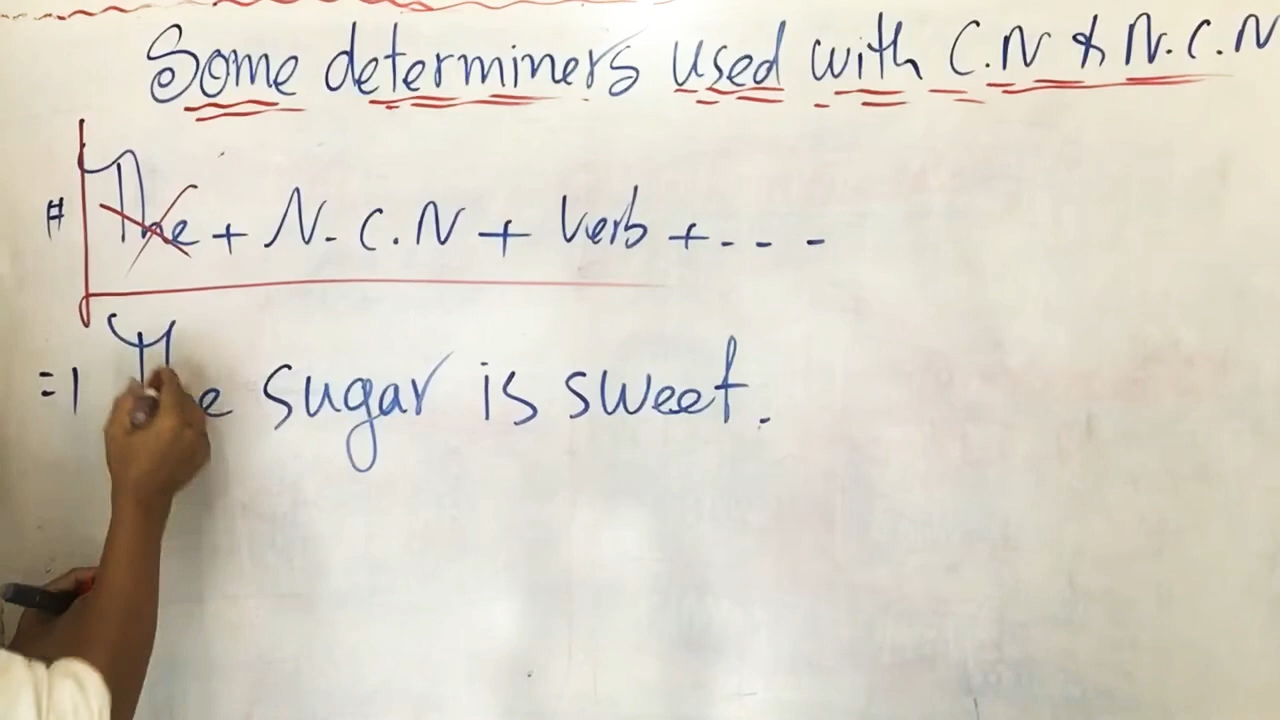 Some determiners used with C.N & N.C.N
# The + N.C.N + Verb + - - -
=1 The sugar is sweet.